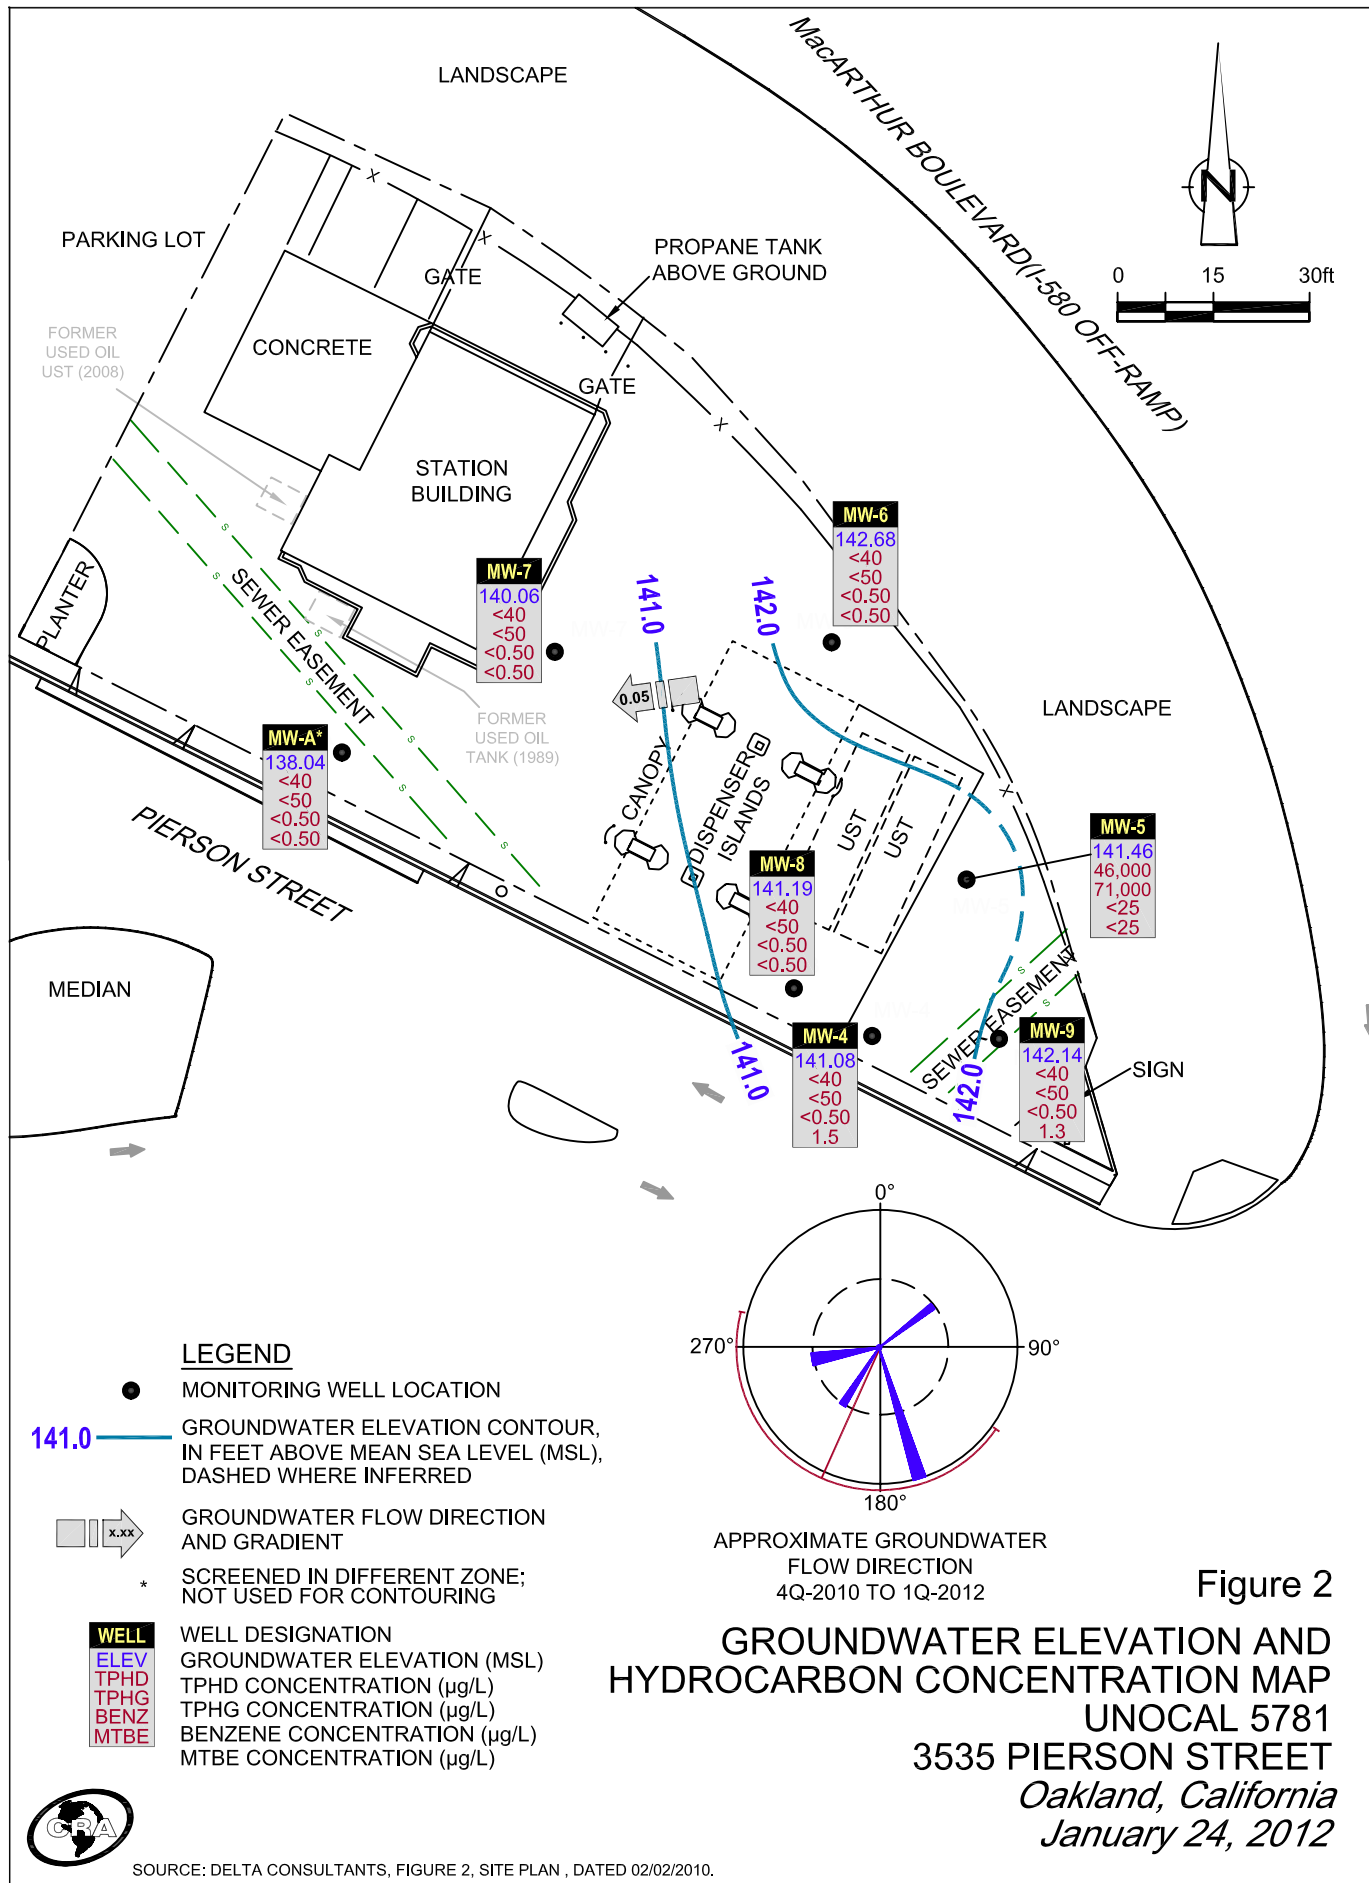 LANDSCAPE
MacARTHUR BOULEVARD(I-580 OFF-RAMP)
N
0 15 30ft
PARKING LOT
PROPANE TANK
ABOVE GROUND
GATE
X
X
FORMER
USED OIL
UST (2008)
CONCRETE
GATE
X
STATION
BUILDING
MW-6
142.68
<40
<50
<0.50
<0.50
MW-7
140.06
<40
<50
<0.50
<0.50
141.0
142.0
PLANTER
SEWER EASEMENT
S
S
S
S
S
S
S
S
0.05
LANDSCAPE
FORMER
USED OIL
TANK (1989)
MW-A*
138.04
<40
<50
<0.50
<0.50
CANOPY
DISPENSER
ISLANDS
UST
UST
X
PIERSON STREET
MW-5
141.46
46,000
71,000
<25
<25
MW-8
141.19
<40
<50
<0.50
<0.50
MEDIAN
SEWER EASEMENT
S
S
MW-4
MW-4
141.08
<40
<50
<0.50
1.5
MW-9
142.14
<40
<50
<0.50
1.3
141.0
142.0
SIGN
0°
270°
90°
180°
APPROXIMATE GROUNDWATER
FLOW DIRECTION
4Q-2010 TO 1Q-2012
LEGEND
MONITORING WELL LOCATION
141.0
GROUNDWATER ELEVATION CONTOUR,
IN FEET ABOVE MEAN SEA LEVEL (MSL),
DASHED WHERE INFERRED
x.xx
GROUNDWATER FLOW DIRECTION
AND GRADIENT
*
SCREENED IN DIFFERENT ZONE;
NOT USED FOR CONTOURING
WELL
WELL DESIGNATION
ELEV
GROUNDWATER ELEVATION (MSL)
TPHD
TPHD CONCENTRATION (µg/L)
TPHG
TPHG CONCENTRATION (µg/L)
BENZ
BENZENE CONCENTRATION (µg/L)
MTBE
MTBE CONCENTRATION (µg/L)
Figure 2
GROUNDWATER ELEVATION AND
HYDROCARBON CONCENTRATION MAP
UNOCAL 5781
3535 PIERSON STREET
Oakland, California
January 24, 2012
CRA
SOURCE: DELTA CONSULTANTS, FIGURE 2, SITE PLAN , DATED 02/02/2010.